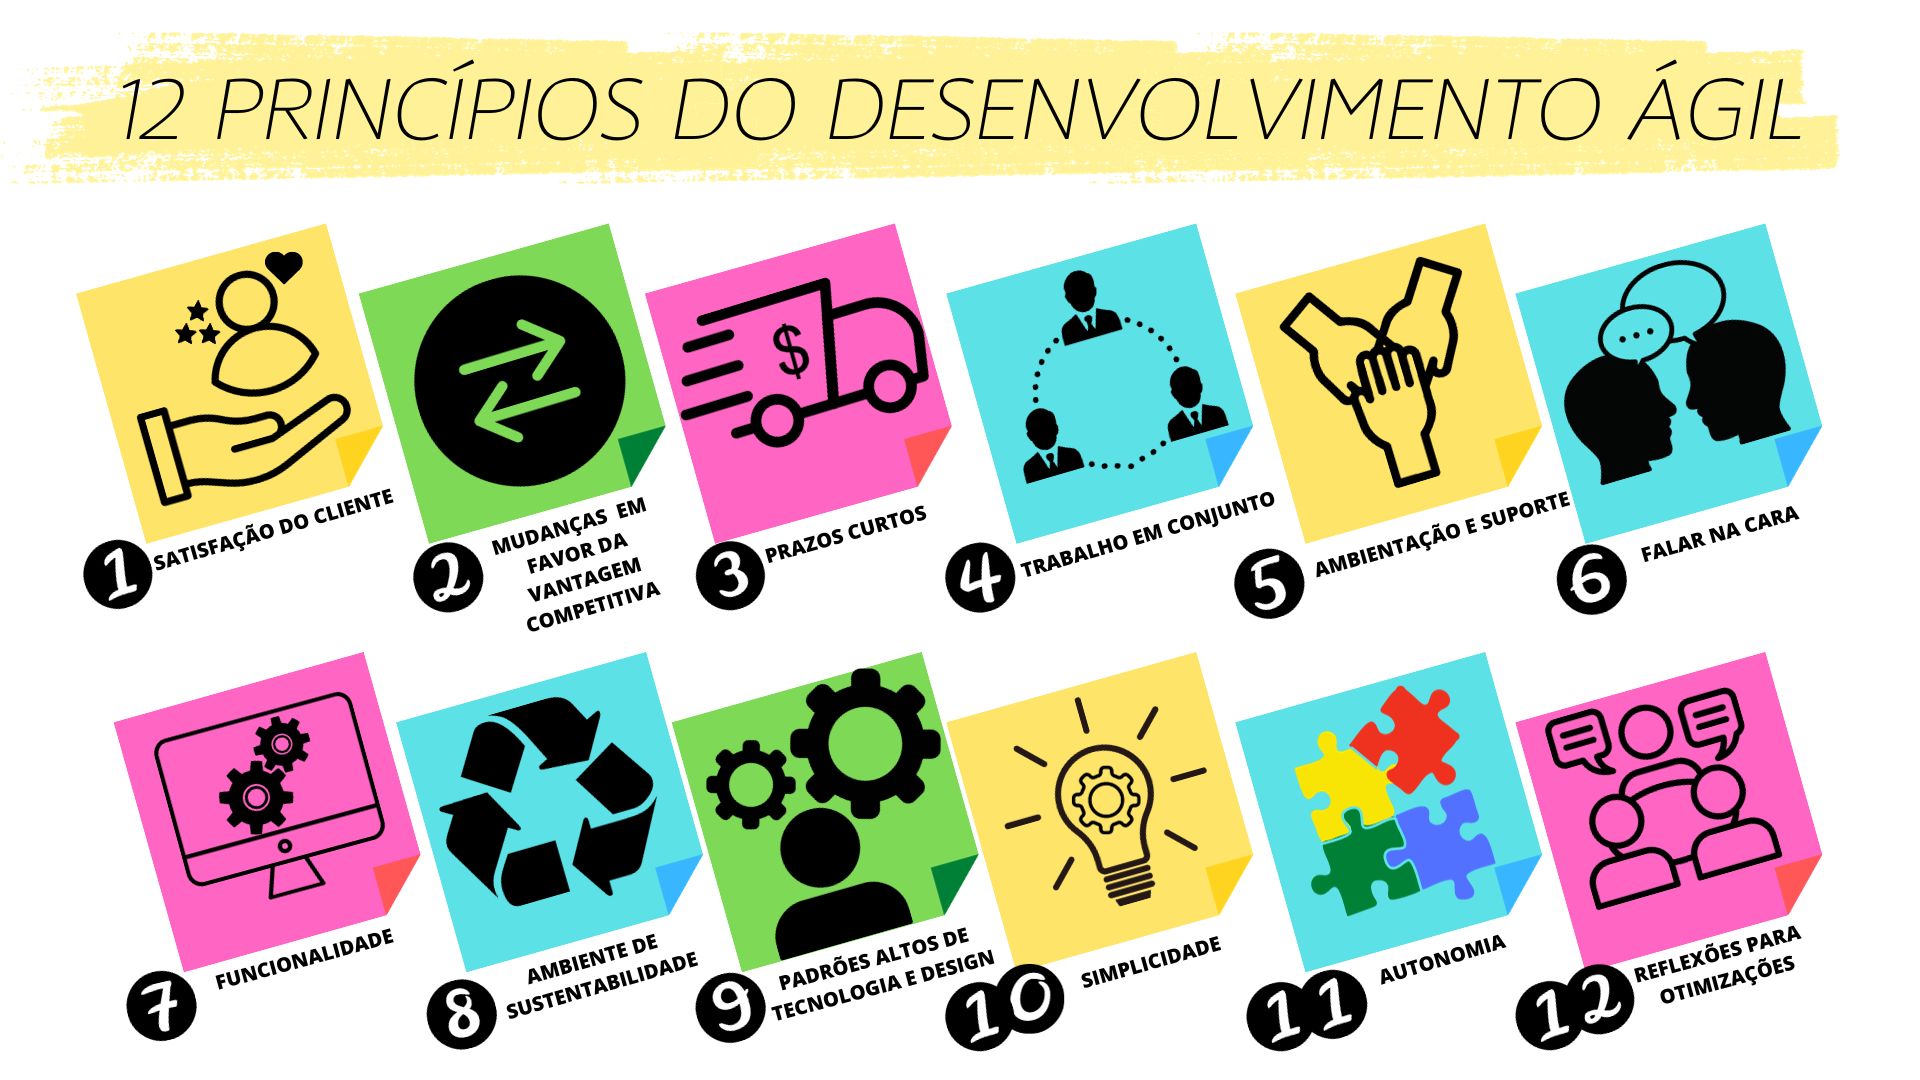 12 PRINCÍPIOS DO DESENVOLVIMENTO ÁGIL
$
1
SATISFAÇÃO DO CLIENTE
2
MUDANÇAS EM
FAVOR DA
VANTAGEM
COMPETITIVA
3
PRAZOS CURTOS
4
TRABALHO EM CONJUNTO
5
AMBIENTAÇÃO E SUPORTE
6
FALAR NA CARA
7
FUNCIONALIDADE
8
AMBIENTE DE
SUSTENTABILIDADE
9
PADRÕES ALTOS DE
TECNOLOGIA E DESIGN
10
SIMPLICIDADE
11
AUTONOMIA
12
REFLEXÕES PARA
OTIMIZAÇÕES